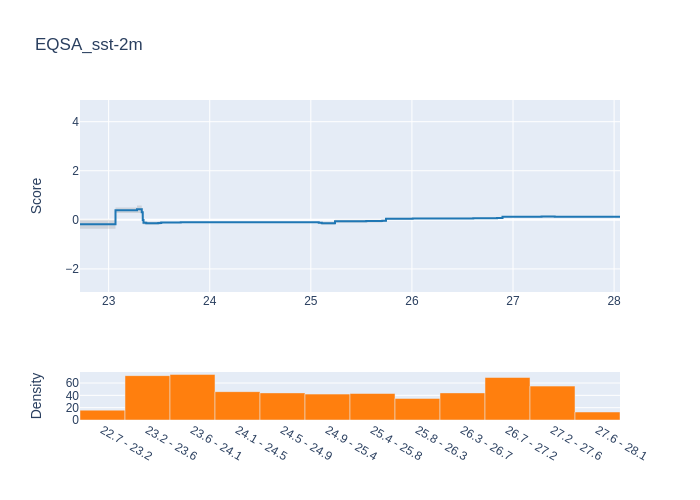 EQSA_sst-2m
Score
4
2
0
−2
23 24 25 26 27 28
Density
60
40
20
0
22.7 - 23.2
23.2 - 23.6
23.6 - 24.1
24.1 - 24.5
24.5 - 24.9
24.9 - 25.4
25.4 - 25.8
25.8 - 26.3
26.3 - 26.7
26.7 - 27.2
27.2 - 27.6
27.6 - 28.1